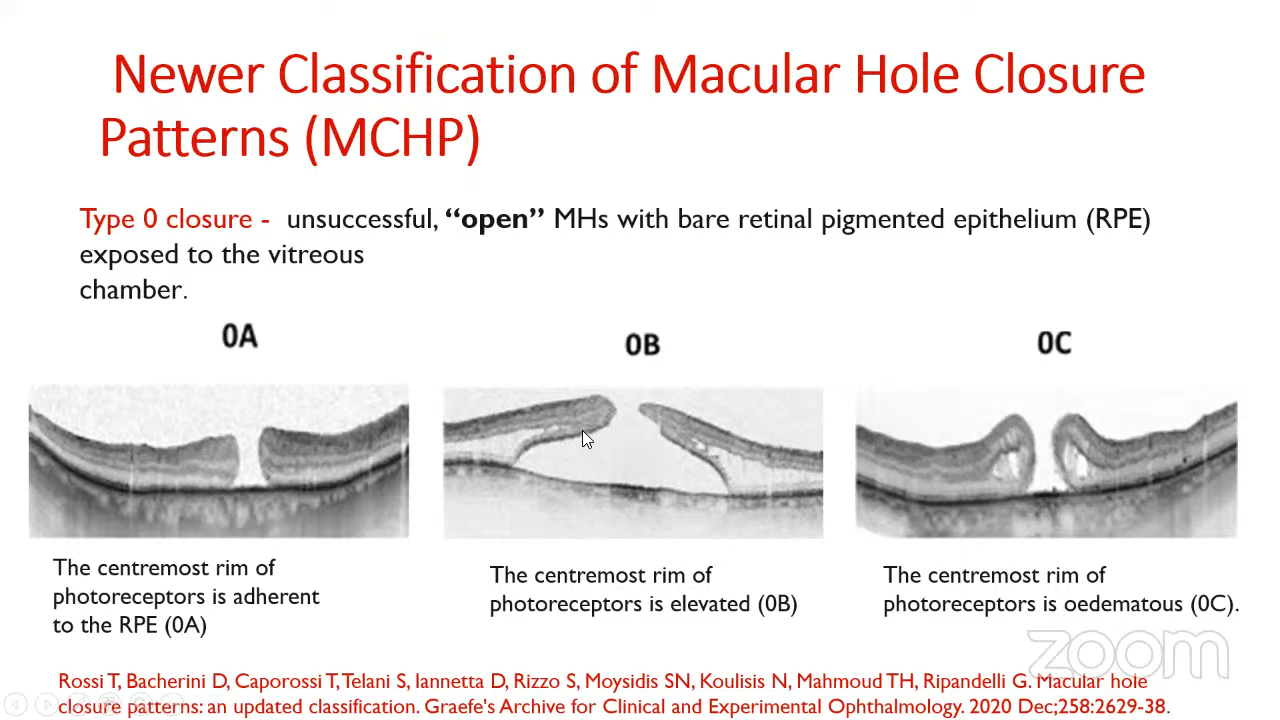 Newer Classification of Macular Hole Closure
Patterns (MCHP)
Type 0 closure - unsuccessful, “open” MHs with bare retinal pigmented epithelium (RPE)
exposed to the vitreous
chamber.
0A
0B
0C
The centremost rim of
photoreceptors is adherent
to the RPE (0A)
The centremost rim of
photoreceptors is elevated (0B)
The centremost rim of
photoreceptors is oedematous (0C).
zoom
Rossi T, Bacherini D, Caporossi T, Telani S, Iannetta D, Rizzo S, Moysidis SN, Koulisis N, Mahmoud TH, Ripandelli G. Macular hole
closure patterns: an updated classification. Graefe's Archive for Clinical and Experimental Ophthalmology. 2020 Dec;258:2629-38.